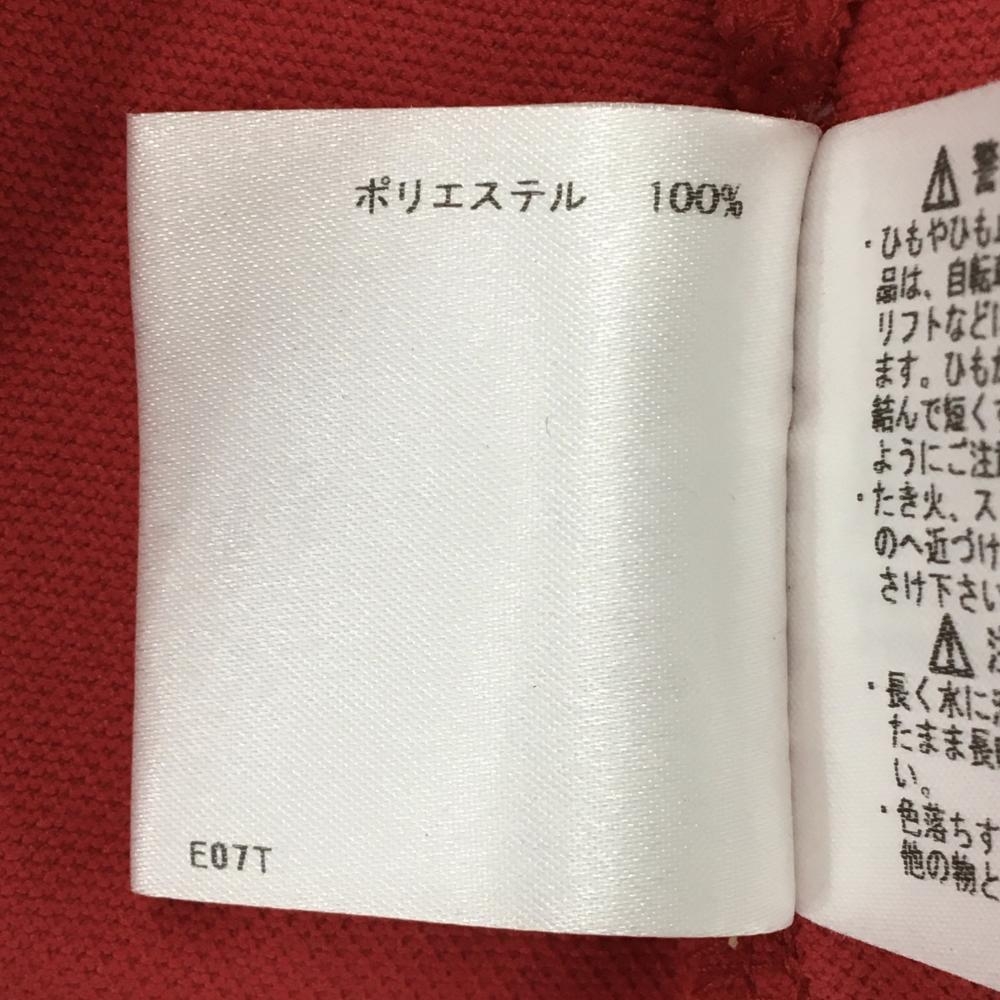 ポリエステル 100%
E07T
警
・ひもやひも
品は、自転
リフトなどに
ます。ひもが
結んで短く
ようにご注
・たき火、ス
のへ近づけ
さけ下さい
・長く水に
たまま長
い。
・色落ちす
他の物と